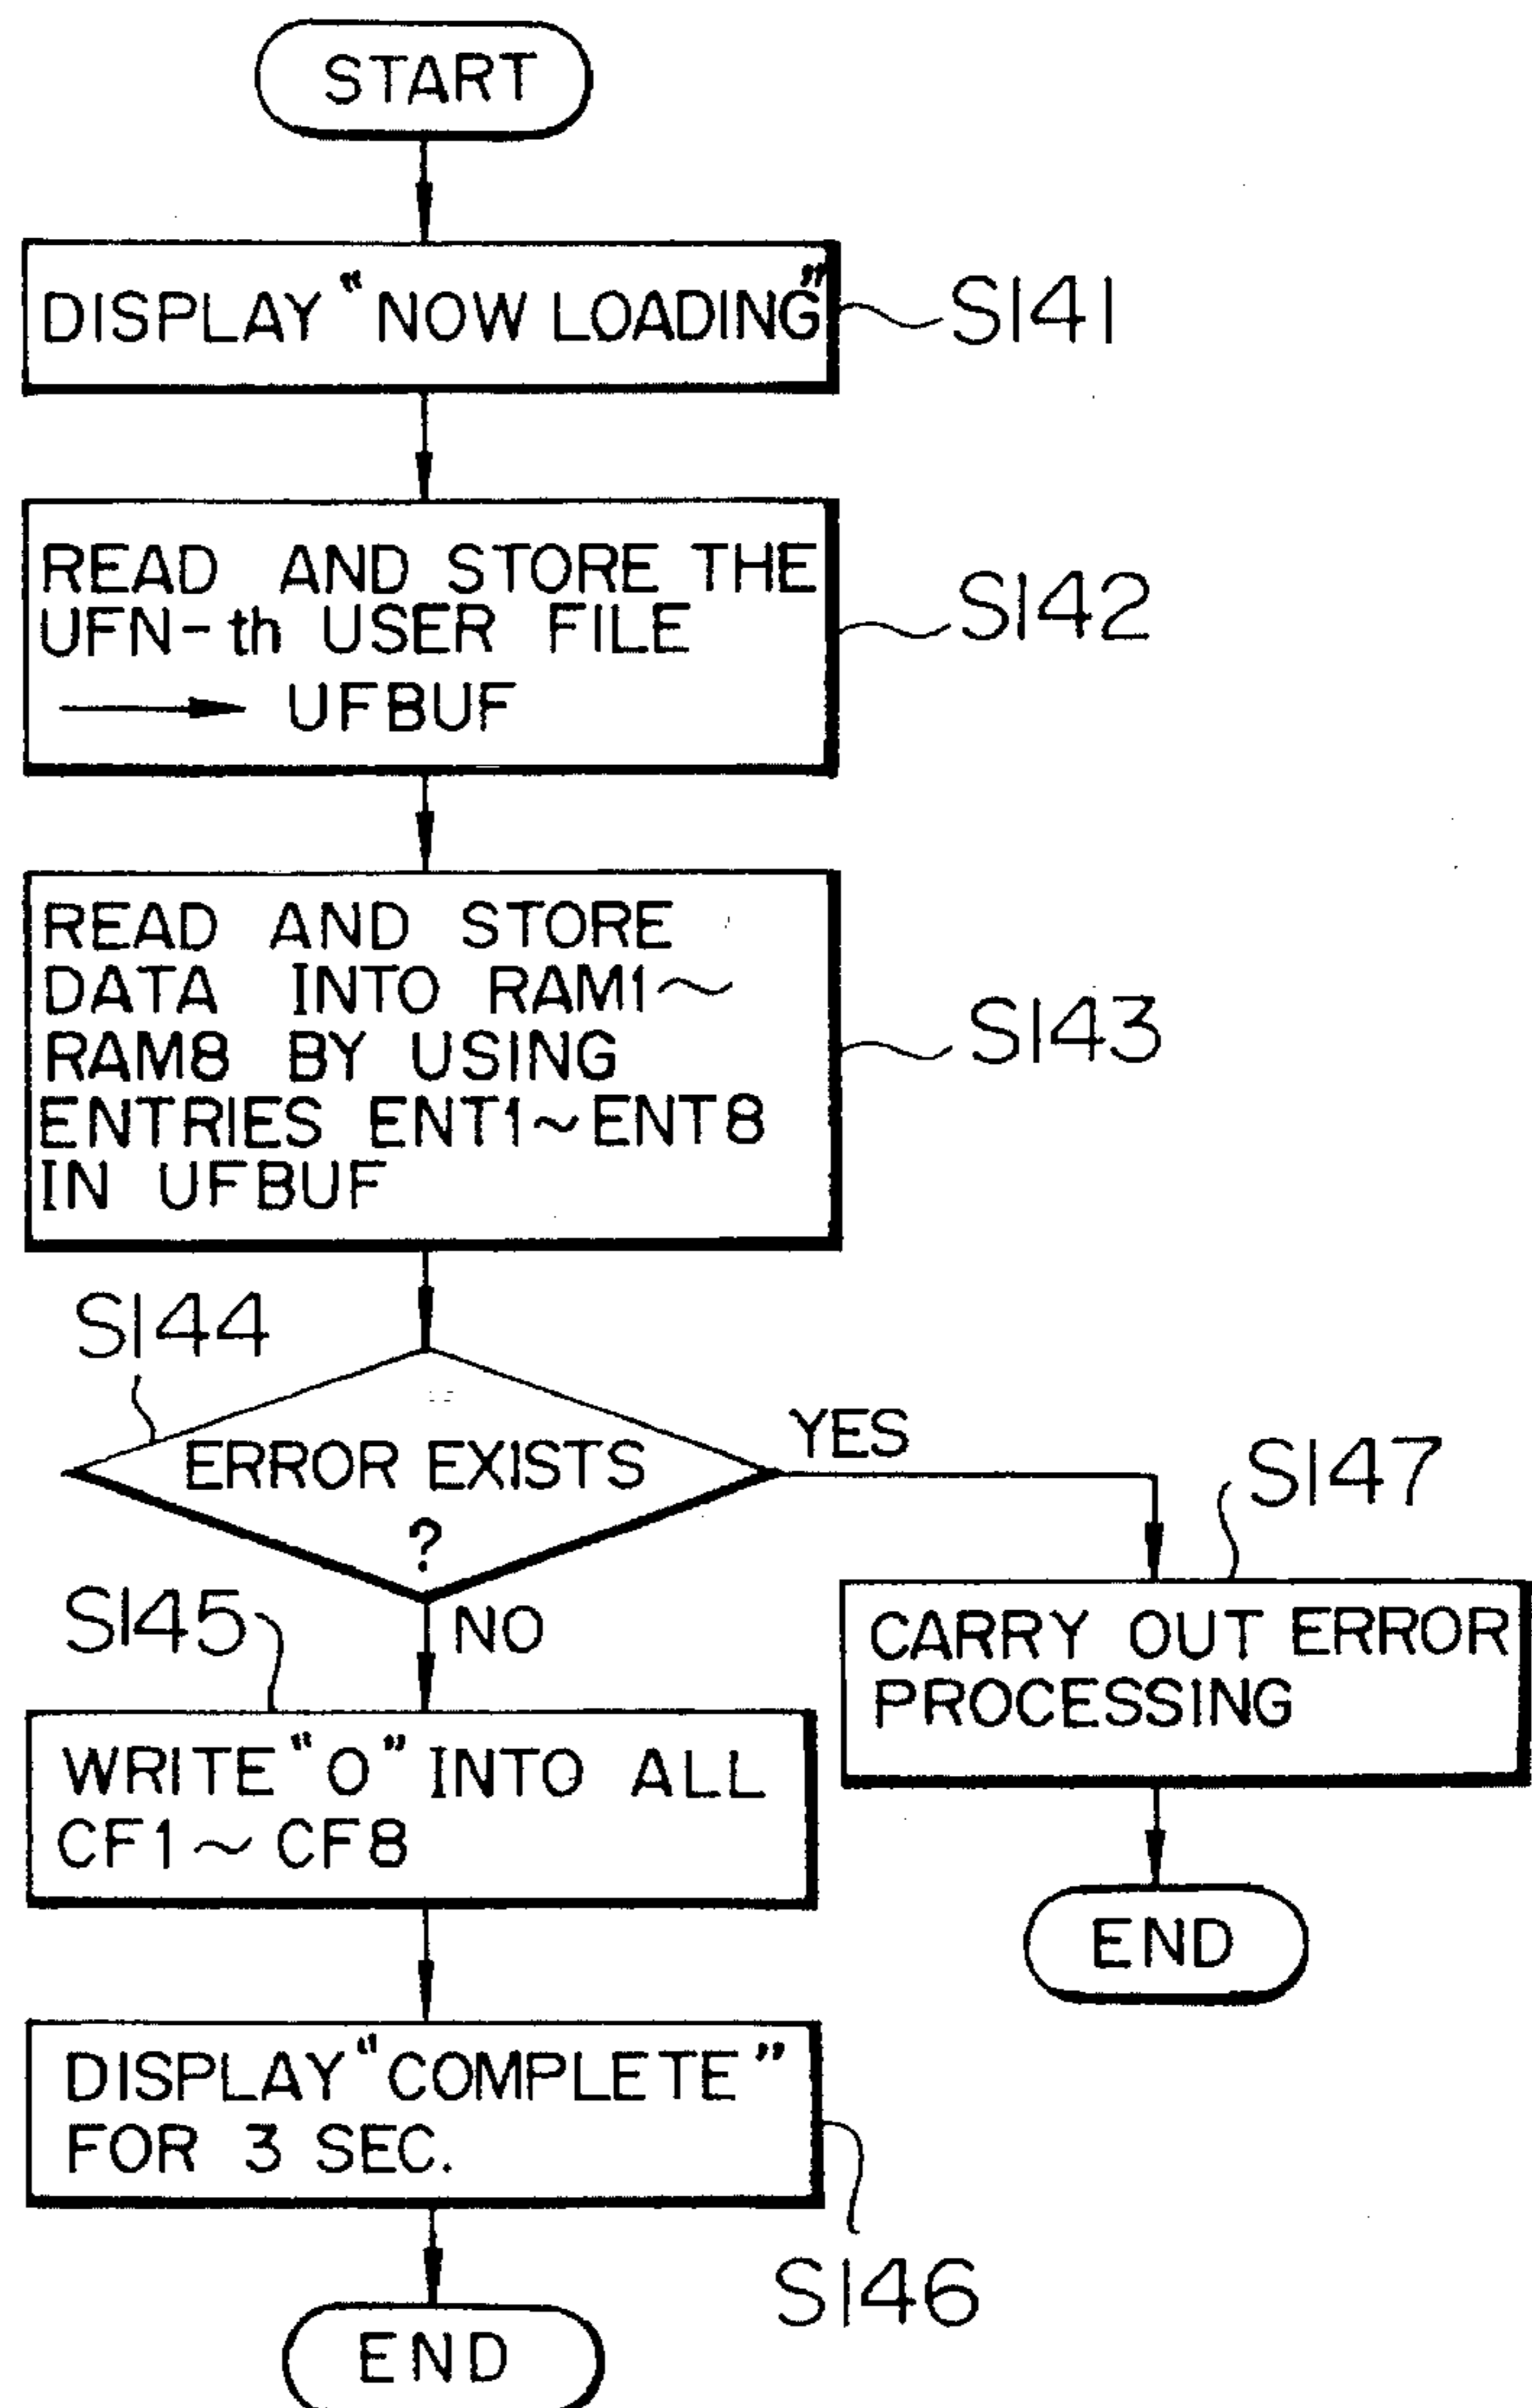 START
DISPLAY "NOW LOADING"
S141
READ AND STORE THE
UFN-th USER FILE
→ UFBUF
S142
READ AND STORE
DATA INTO RAM1~
RAM8 BY USING
ENTRIES ENT1~ENT8
IN UFBUF
S143
S144
ERROR EXISTS
?
YES
NO
S147
CARRY OUT ERROR
PROCESSING
END
S145
WRITE "0" INTO ALL
CF1~CF8
DISPLAY "COMPLETE"
FOR 3 SEC.
S146
END